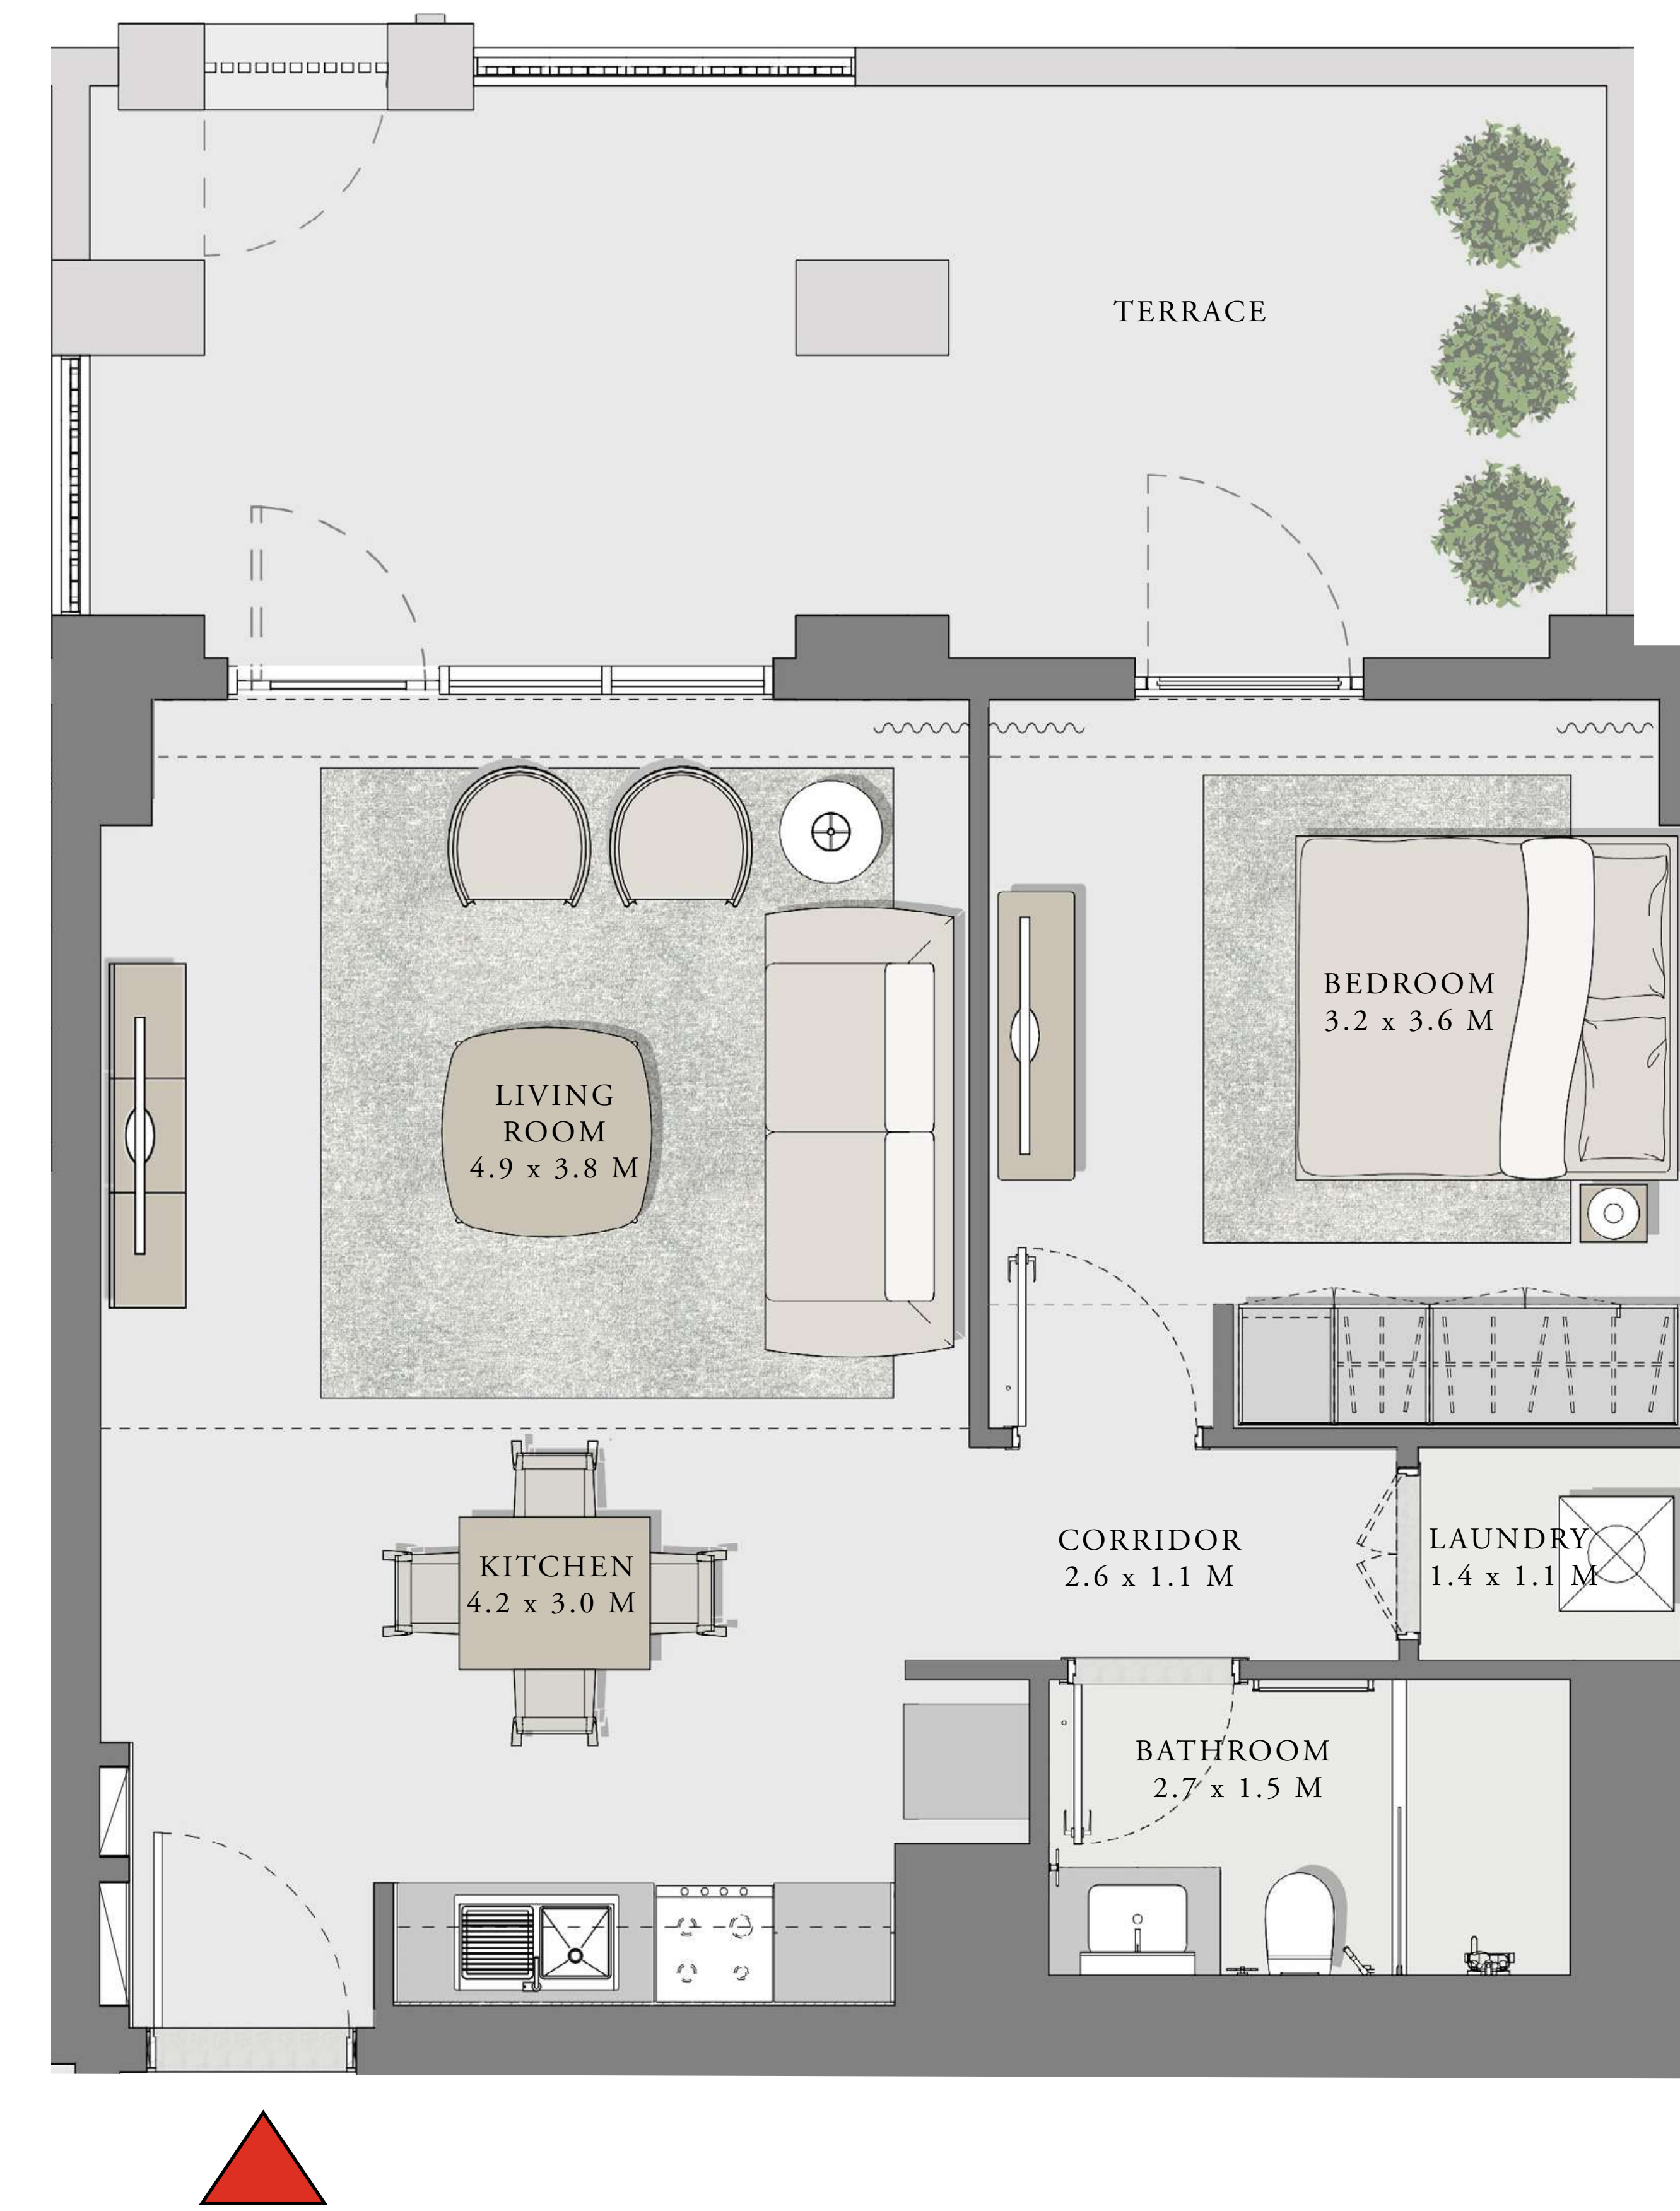 TERRACE
BEDROOM
3.2 x 3.6 M
LIVING
ROOM
4.9 x 3.8 M
CORRIDOR
2.6 x 1.1 M
LAUNDRY
1.4 x 1.1 M
KITCHEN
4.2 x 3.0 M
BATHROOM
2.7 x 1.5 M